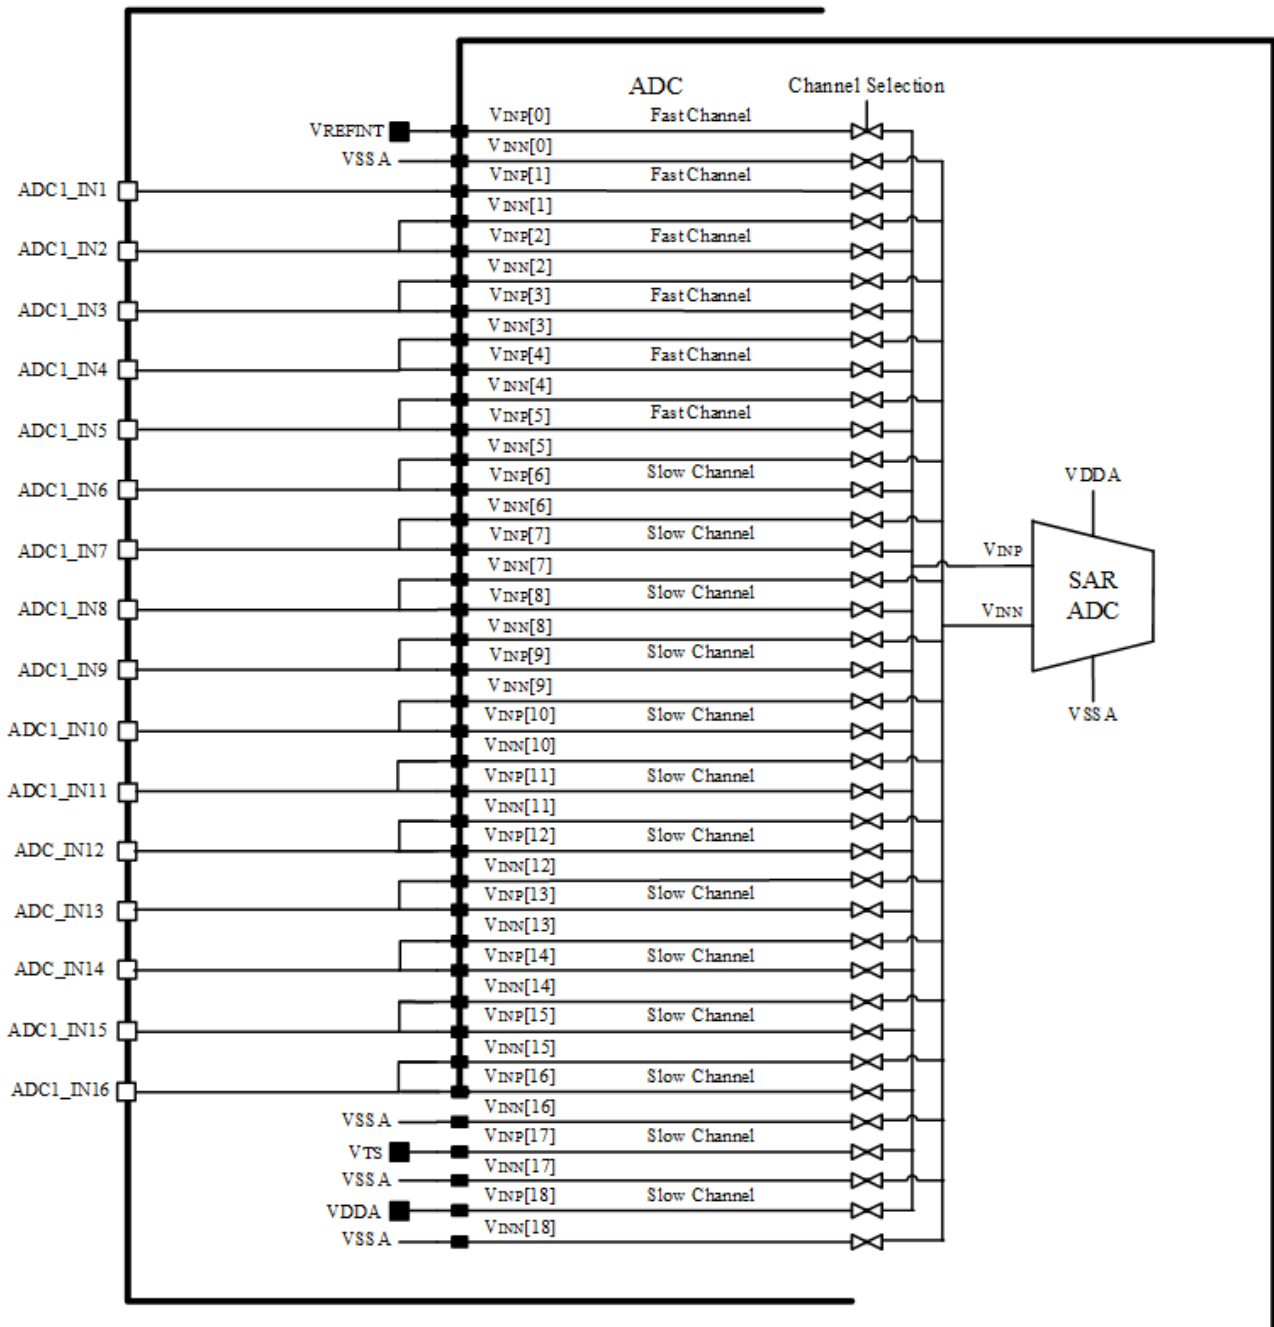 ADC
Channel Selection
VINP[0] Fast Channel
VREFINT
VINN[0]
VSSA
VINP[1] Fast Channel
ADC1_IN1
VINN[1]
VINP[2] Fast Channel
ADC1_IN2
VINN[2]
VINP[3] Fast Channel
ADC1_IN3
VINN[3]
VINP[4] Fast Channel
ADC1_IN4
VINN[4]
VINP[5] Fast Channel
ADC1_IN5
VINN[5]
VINP[6] Slow Channel
ADC1_IN6
VINN[6]
VINP[7] Slow Channel
ADC1_IN7
VINN[7]
VINP[8] Slow Channel
ADC1_IN8
VINN[8]
VINP[9] Slow Channel
ADC1_IN9
VINN[9]
VINP[10] Slow Channel
ADC1_IN10
VINN[10]
VINP[11] Slow Channel
ADC1_IN11
VINN[11]
VINP[12] Slow Channel
ADC_IN12
VINN[12]
VINP[13] Slow Channel
ADC_IN13
VINN[13]
VINP[14] Slow Channel
ADC_IN14
VINN[14]
VINP[15] Slow Channel
ADC1_IN15
VINN[15]
VINP[16] Slow Channel
ADC1_IN16
VINN[16]
VSSA
VINP[17] Slow Channel
VTS
VINN[17]
VSSA
VINP[18] Slow Channel
VDDA
VINN[18]
VSSA
VDDA
VINP
SAR
ADC
VINN
VSSA